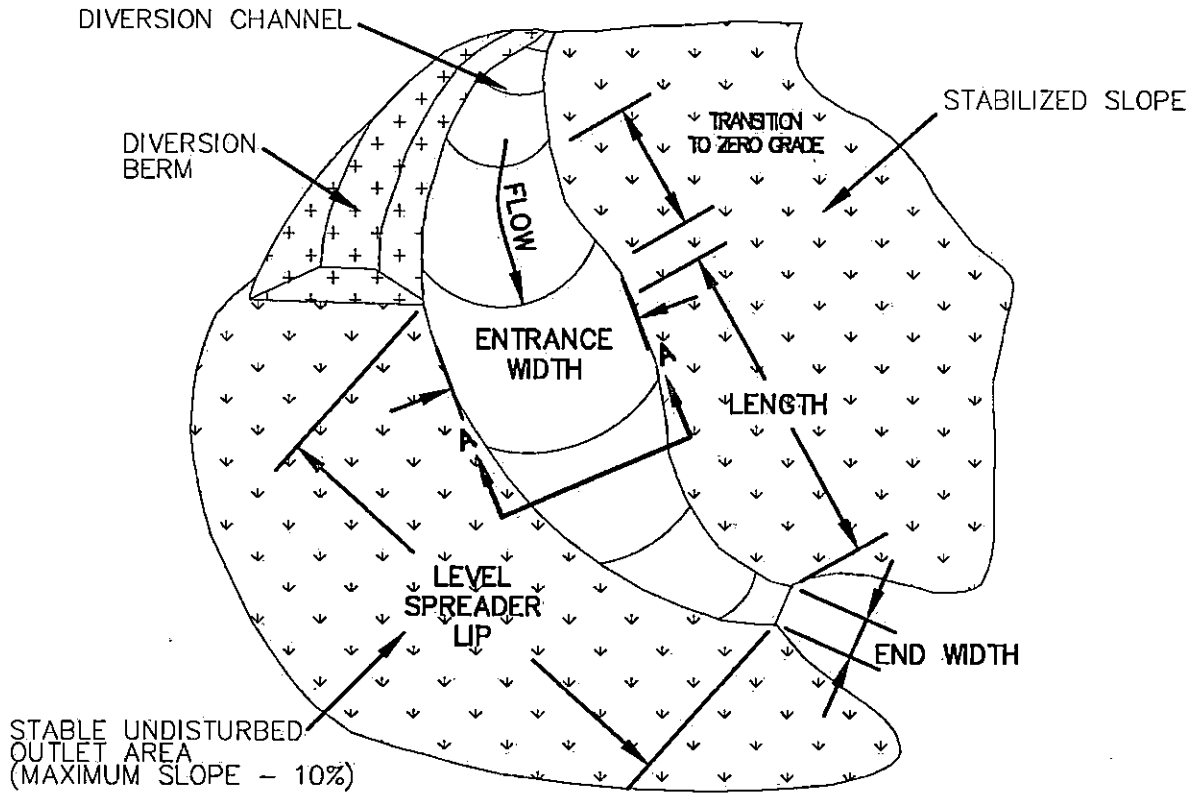 DIVERSION CHANNEL
STABILIZED SLOPE
TRANSITION
TO ZERO GRADE
DIVERSION
BERM
FLOW
ENTRANCE
WIDTH
A
A
LENGTH
LEVEL
SPREADER
LIP
END WIDTH
STABLE UNDISTURBED
OUTLET AREA
(MAXIMUM SLOPE - 10%)